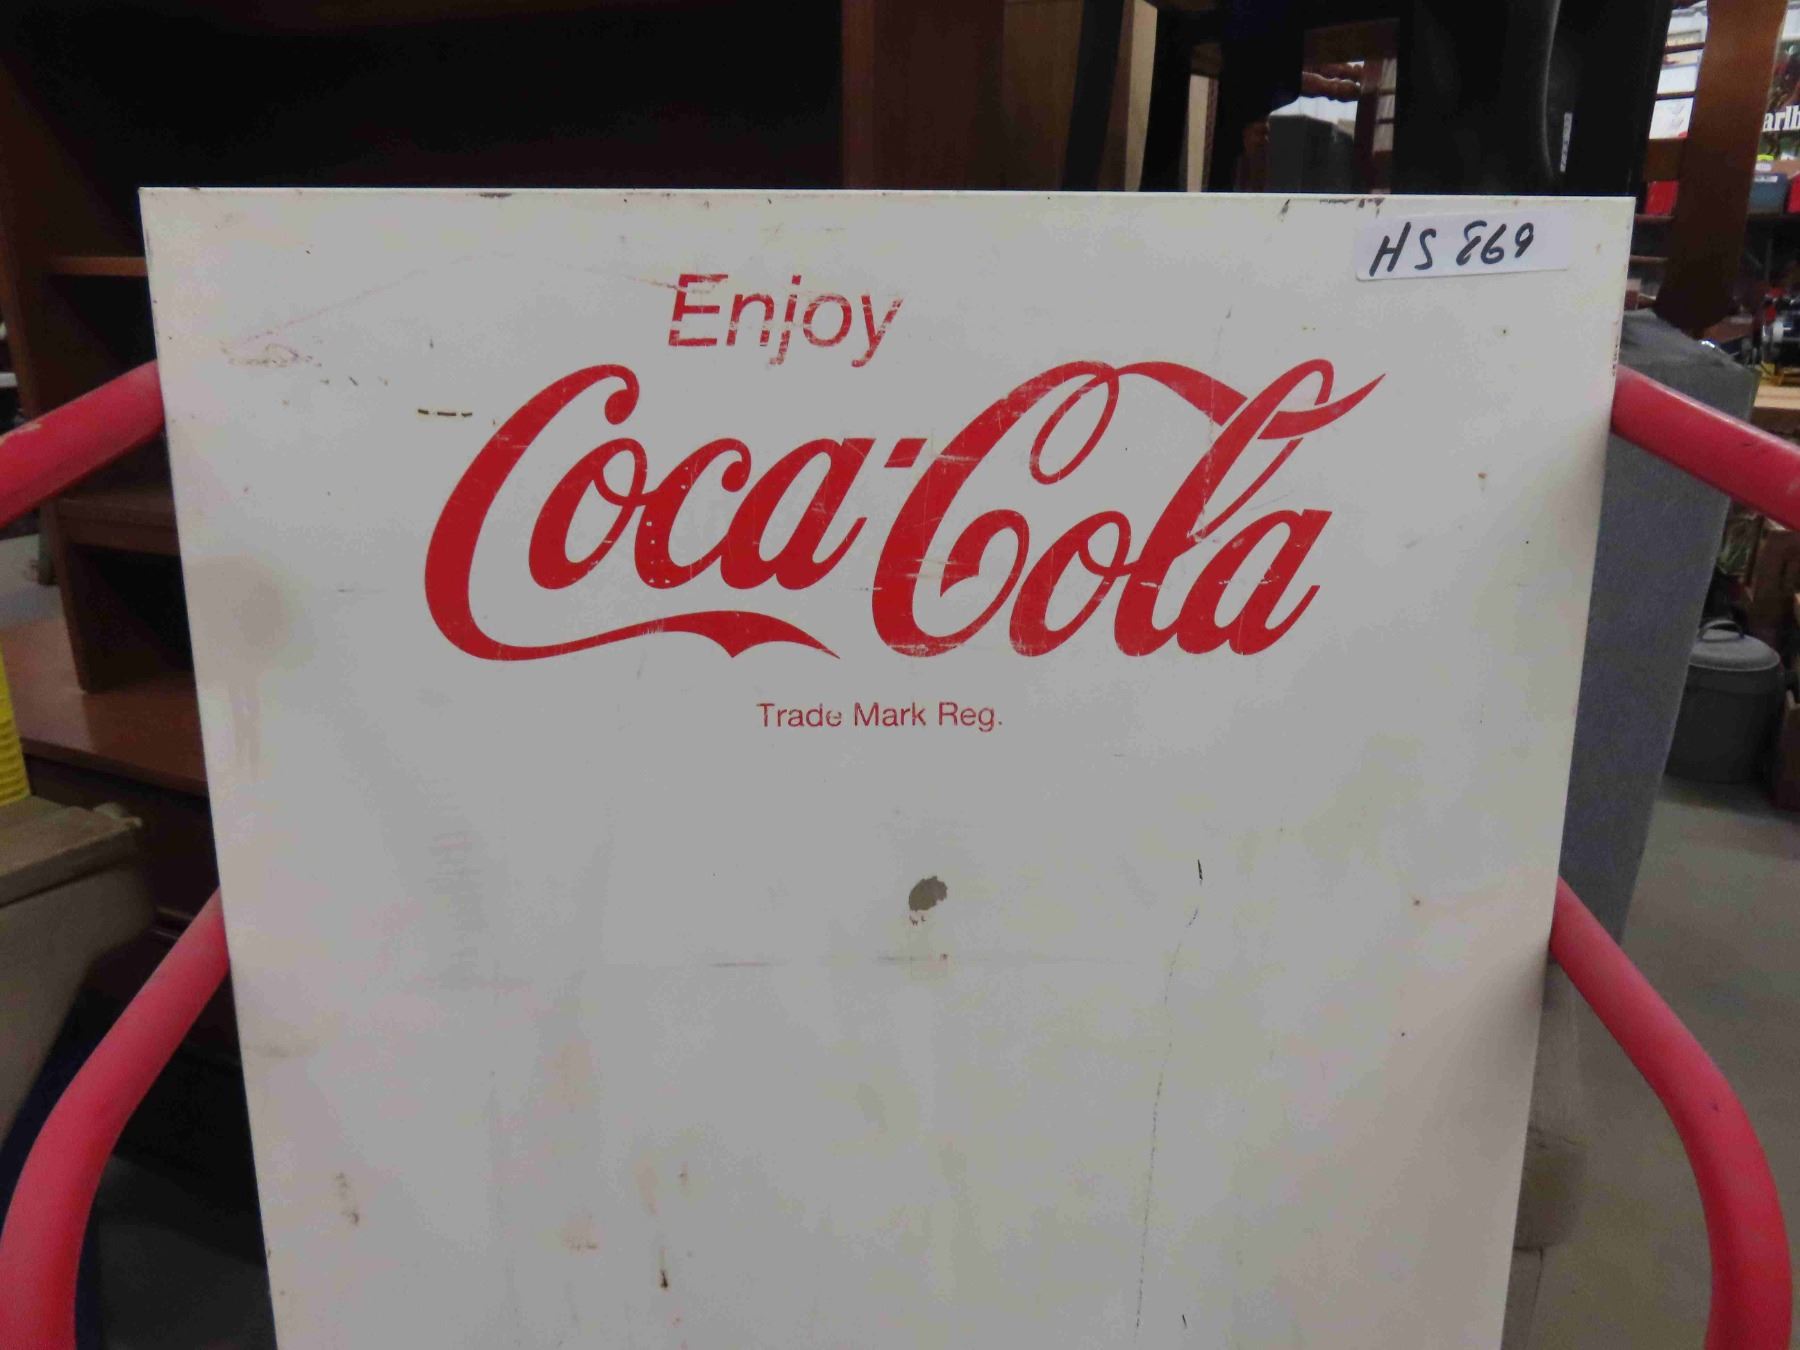 HS 869
Enjoy
Coca-Cola
Trade Mark Reg.